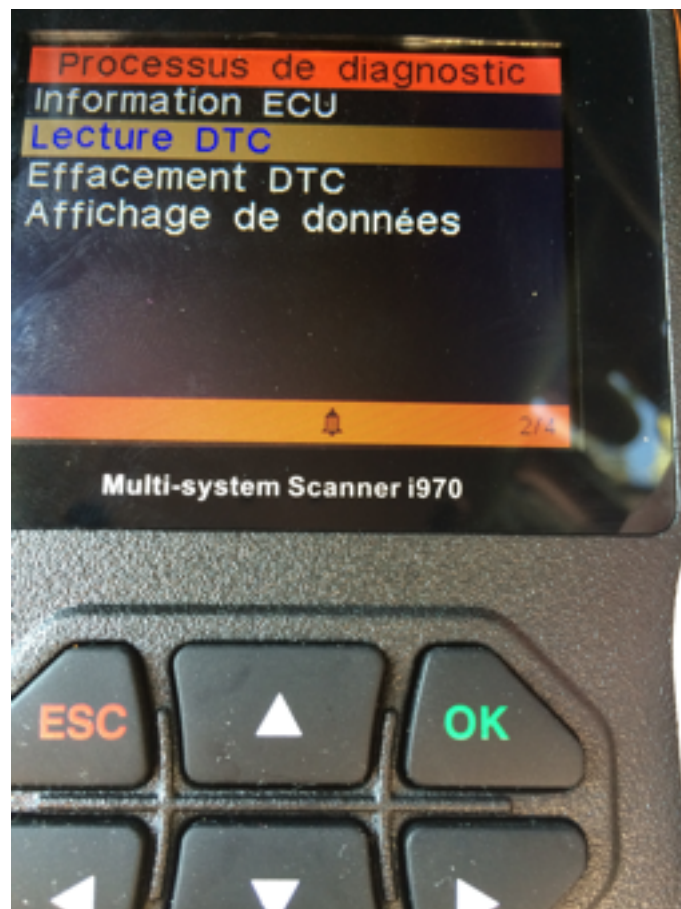 Processus de diagnostic
Information ECU
Lecture DTC
Effacement DTC
Affichage de données
2/4
Multi-system Scanner i970
ESC
OK